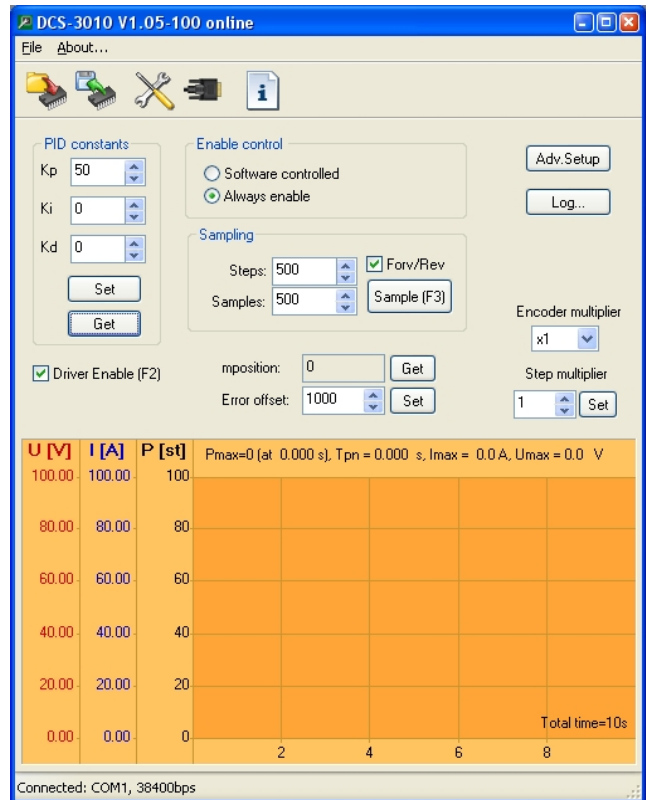 DCS-3010 V1.05-100 online
File About...
PID constants
Kp 50
Ki 0
Kd 0
Set
Get
Enable control
Software controlled
Always enable
Adv.Setup
Log...
Sampling
Steps: 500
Forv/Rev
Samples: 500
Sample (F3)
Encoder multiplier
x1
Driver Enable (F2)
mposition: 0 Get
Error offset: 1000 Set
Step multiplier
1 Set
U [V] I [A] P [st]
Pmax=0 (at 0.000 s), Tpn = 0.000 s, Imax = 0.0 A, Umax = 0.0 V
100.00 100.00 100
80.00 80.00 80
60.00 60.00 60
40.00 40.00 40
20.00 20.00 20
Total time=10s
0.00 0.00 0
2 4 6 8
Connected: COM1, 38400bps